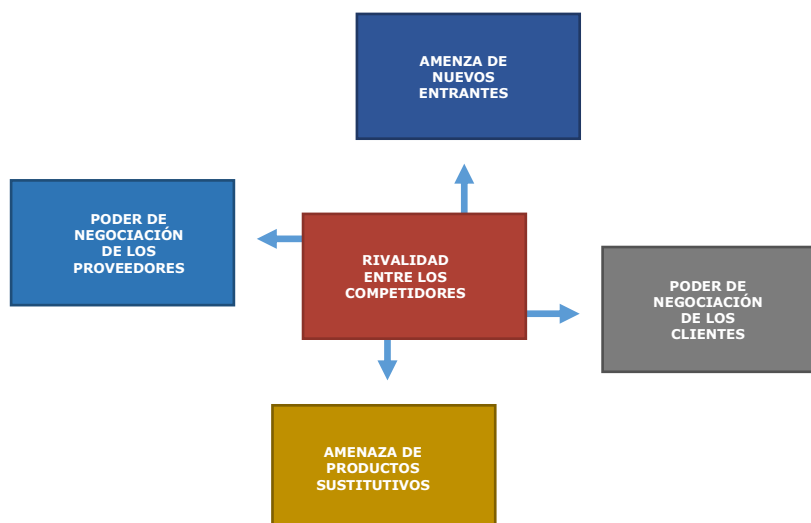 AMENZA DE
NUEVOS
ENTRANTES
PODER DE
NEGOCIACIÓN
DE LOS
PROVEEDORES
RIVALIDAD
ENTRE LOS
COMPETIDORES
PODER DE
NEGOCIACIÓN
DE LOS
CLIENTES
AMENAZA DE
PRODUCTOS
SUSTITUTIVOS